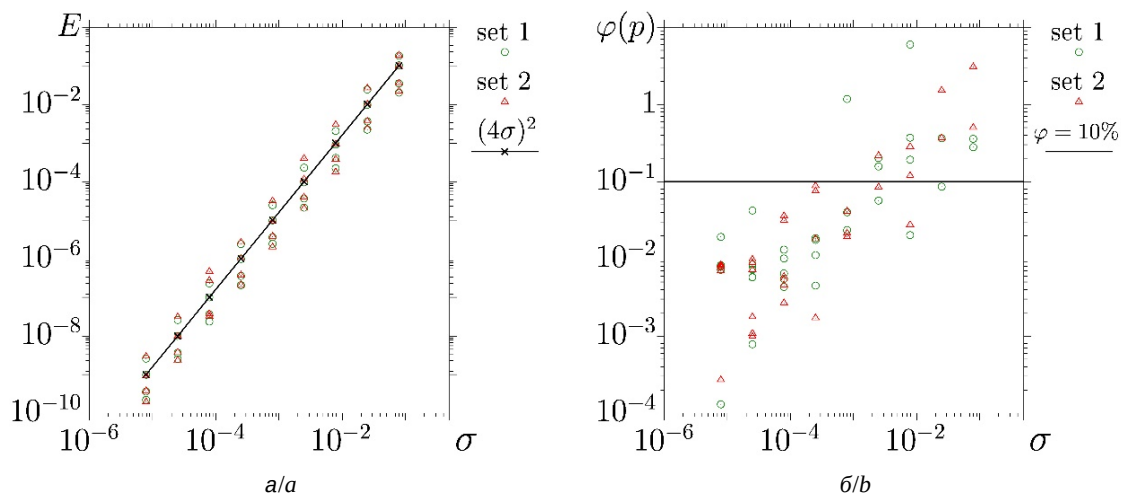 E
10⁻²
10⁻⁴
10⁻⁶
10⁻⁸
10⁻¹⁰
10⁻⁶
10⁻⁴
10⁻²
σ
set 1
set 2
(4σ)²
а/a
φ(p)
1
10⁻¹
10⁻²
10⁻³
10⁻⁴
10⁻⁶
10⁻⁴
10⁻²
σ
set 1
set 2
φ = 10%
б/b